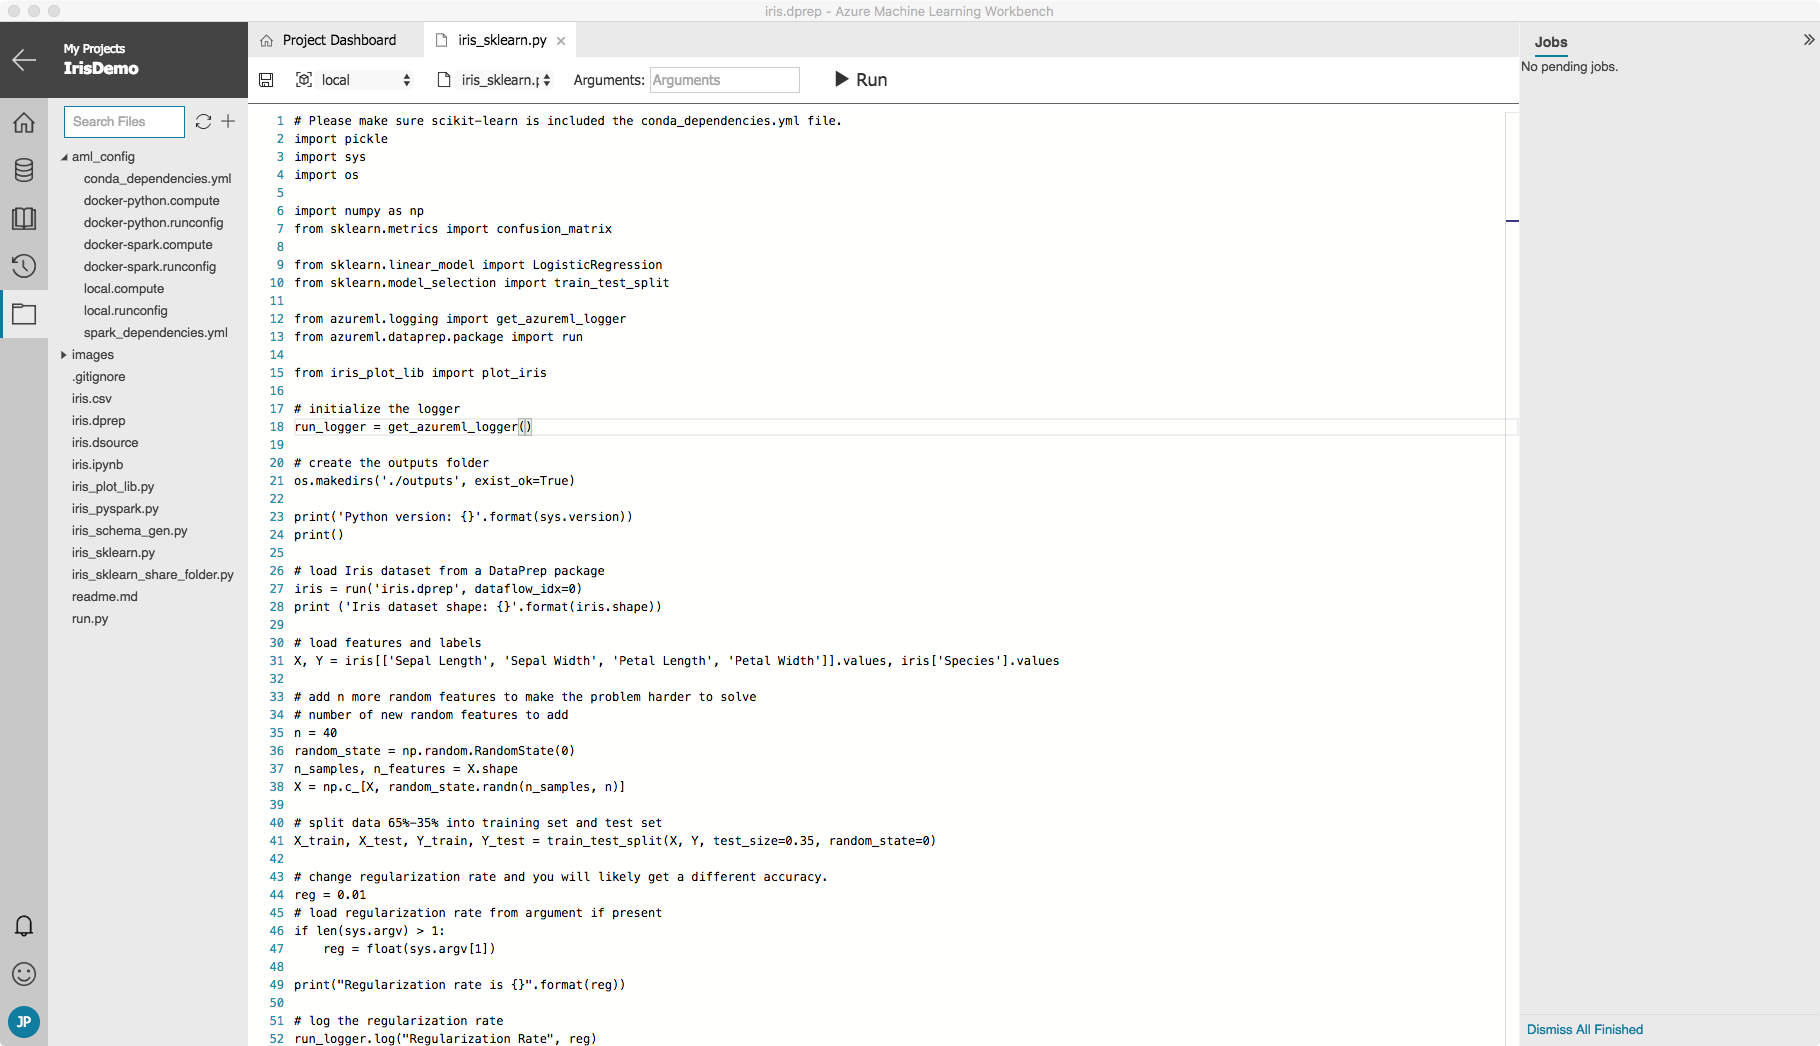 iris.dprep - Azure Machine Learning Workbench
My Projects
IrisDemo
Project Dashboard
iris_sklearn.py
local
iris_sklearn.p
Arguments:
Arguments
Run
Jobs
No pending jobs.
Search Files
aml_config
conda_dependencies.yml
docker-python.compute
docker-python.runconfig
docker-spark.compute
docker-spark.runconfig
local.compute
local.runconfig
spark_dependencies.yml
images
.gitignore
iris.csv
iris.dprep
iris.dsource
iris.ipynb
iris_plot_lib.py
iris_pyspark.py
iris_schema_gen.py
iris_sklearn.py
iris_sklearn_share_folder.py
readme.md
run.py
JP
1 # Please make sure scikit-learn is included the conda_dependencies.yml file.
2 import pickle
3 import sys
4 import os
5
6 import numpy as np
7 from sklearn.metrics import confusion_matrix
8
9 from sklearn.linear_model import LogisticRegression
10 from sklearn.model_selection import train_test_split
11
12 from azureml.logging import get_azureml_logger
13 from azureml.dataprep.package import run
14
15 from iris_plot_lib import plot_iris
16
17 # initialize the logger
18 run_logger = get_azureml_logger()
19
20 # create the outputs folder
21 os.makedirs('./outputs', exist_ok=True)
22
23 print('Python version: {}'.format(sys.version))
24 print()
25
26 # load Iris dataset from a DataPrep package
27 iris = run('iris.dprep', dataflow_idx=0)
28 print ('Iris dataset shape: {}'.format(iris.shape))
29
30 # load features and labels
31 X, Y = iris[['Sepal Length', 'Sepal Width', 'Petal Length', 'Petal Width']].values, iris['Species'].values
32
33 # add n more random features to make the problem harder to solve
34 # number of new random features to add
35 n = 40
36 random_state = np.random.RandomState(0)
37 n_samples, n_features = X.shape
38 X = np.c_[X, random_state.randn(n_samples, n)]
39
40 # split data 65%-35% into training set and test set
41 X_train, X_test, Y_train, Y_test = train_test_split(X, Y, test_size=0.35, random_state=0)
42
43 # change regularization rate and you will likely get a different accuracy.
44 reg = 0.01
45 # load regularization rate from argument if present
46 if len(sys.argv) > 1:
47     reg = float(sys.argv[1])
48
49 print("Regularization rate is {}".format(reg))
50
51 # log the regularization rate
52 run_logger.log("Regularization Rate", reg)
Dismiss All Finished